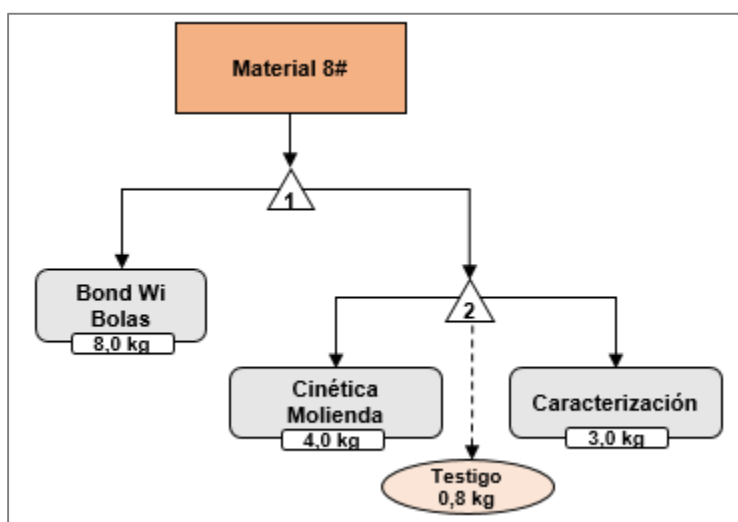 Material 8#
1
Bond Wi
Bolas
8,0 kg
2
Cinética
Molienda
4,0 kg
Caracterización
3,0 kg
Testigo
0,8 kg